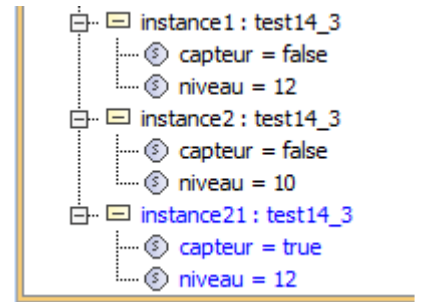 instance1 : test14_3
capteur = false
niveau = 12
instance2 : test14_3
capteur = false
niveau = 10
instance21 : test14_3
capteur = true
niveau = 12